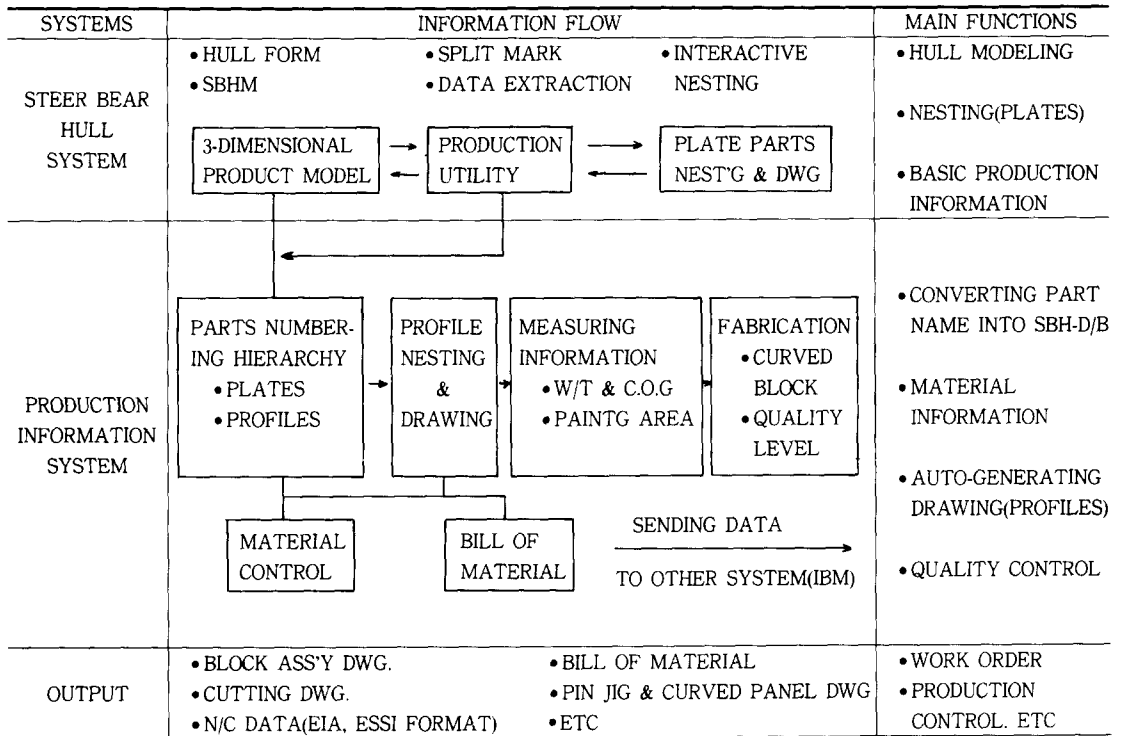 SYSTEMS INFORMATION FLOW MAIN FUNCTIONS
STEER BEAR
HULL
SYSTEM
• HULL FORM
• SBHM
• SPLIT MARK
• DATA EXTRACTION
• INTERACTIVE
NESTING
3-DIMENSIONAL
PRODUCT MODEL
PRODUCTION
UTILITY
PLATE PARTS
NEST'G & DWG
• HULL MODELING
• NESTING(PLATES)
• BASIC PRODUCTION
INFORMATION
PRODUCTION
INFORMATION
SYSTEM
PARTS NUMBER-
ING HIERARCHY
• PLATES
• PROFILES
PROFILE
NESTING
&
DRAWING
MEASURING
INFORMATION
• W/T & C.O.G
• PAINTG AREA
FABRICATION
• CURVED
BLOCK
• QUALITY
LEVEL
MATERIAL
CONTROL
BILL OF
MATERIAL
SENDING DATA
TO OTHER SYSTEM(IBM)
• CONVERTING PART
NAME INTO SBH-D/B
• MATERIAL
INFORMATION
• AUTO-GENERATING
DRAWING(PROFILES)
• QUALITY CONTROL
OUTPUT
• BLOCK ASS'Y DWG.
• CUTTING DWG.
• N/C DATA(EIA, ESSI FORMAT)
• BILL OF MATERIAL
• PIN JIG & CURVED PANEL DWG
• ETC
• WORK ORDER
• PRODUCTION
CONTROL. ETC